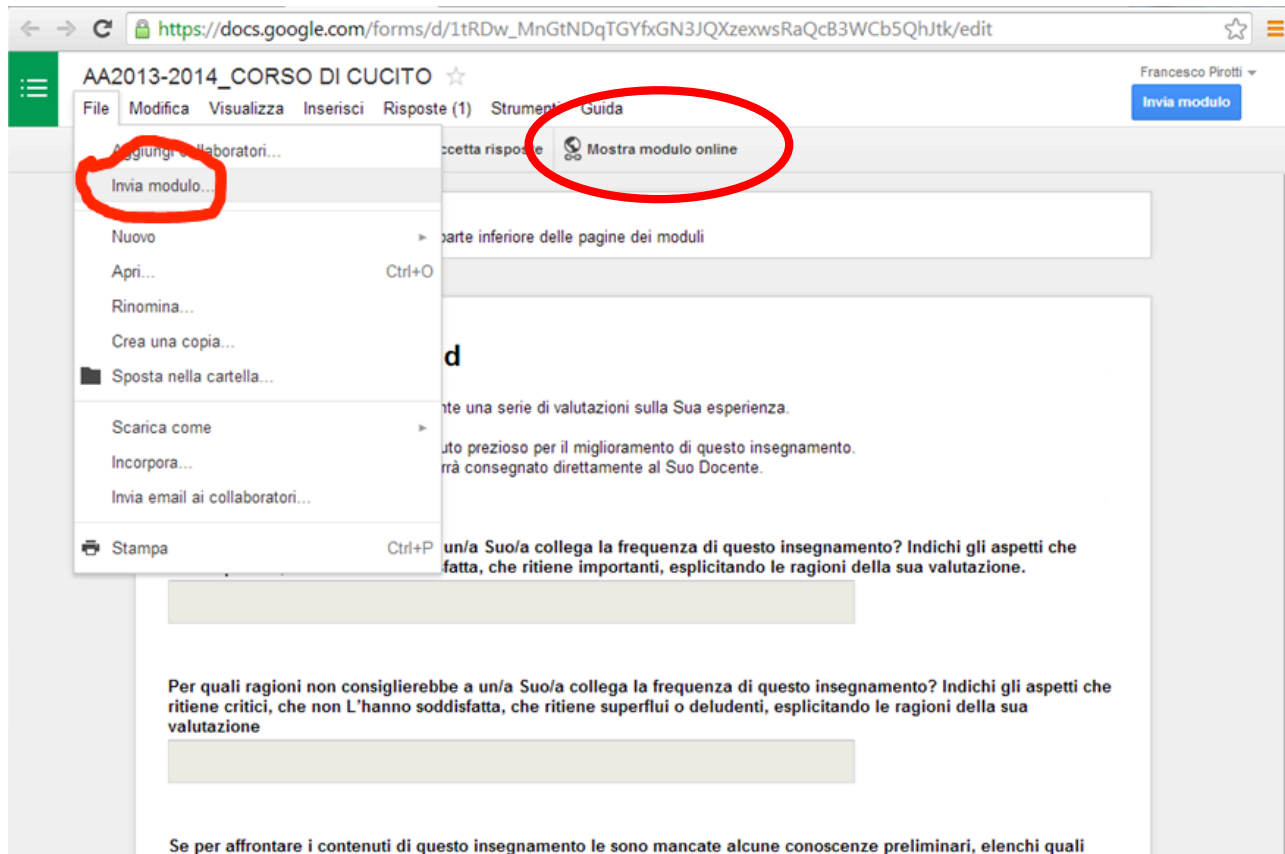 https://docs.google.com/forms/d/1tRDw_MnGtNDqTGYfxGN3JQXzexwsRaQcB3WCb5QhJtk/edit
AA2013-2014_CORSO DI CUCITO
Francesco Pirotti
File Modifica Visualizza Inserisci Risposte (1) Strumenti Guida
Invia modulo
Aggiungi collaboratori...
ccetta risposte Mostra modulo online
Invia modulo...
Nuovo
parte inferiore delle pagine dei moduli
Apri... Ctrl+O
Rinomina...
Crea una copia...
d
Sposta nella cartella...
nte una serie di valutazioni sulla Sua esperienza.
Scarica come
uto prezioso per il miglioramento di questo insegnamento.
Incorpora...
rrà consegnato direttamente al Suo Docente.
Invia email ai collaboratori...
Stampa Ctrl+P
un/a Suo/a collega la frequenza di questo insegnamento? Indichi gli aspetti che
fatta, che ritiene importanti, esplicitando le ragioni della sua valutazione.
Per quali ragioni non consiglierebbe a un/a Suo/a collega la frequenza di questo insegnamento? Indichi gli aspetti che
ritiene critici, che non L'hanno soddisfatta, che ritiene superflui o deludenti, esplicitando le ragioni della sua
valutazione
Se per affrontare i contenuti di questo insegnamento le sono mancate alcune conoscenze preliminari, elenchi quali